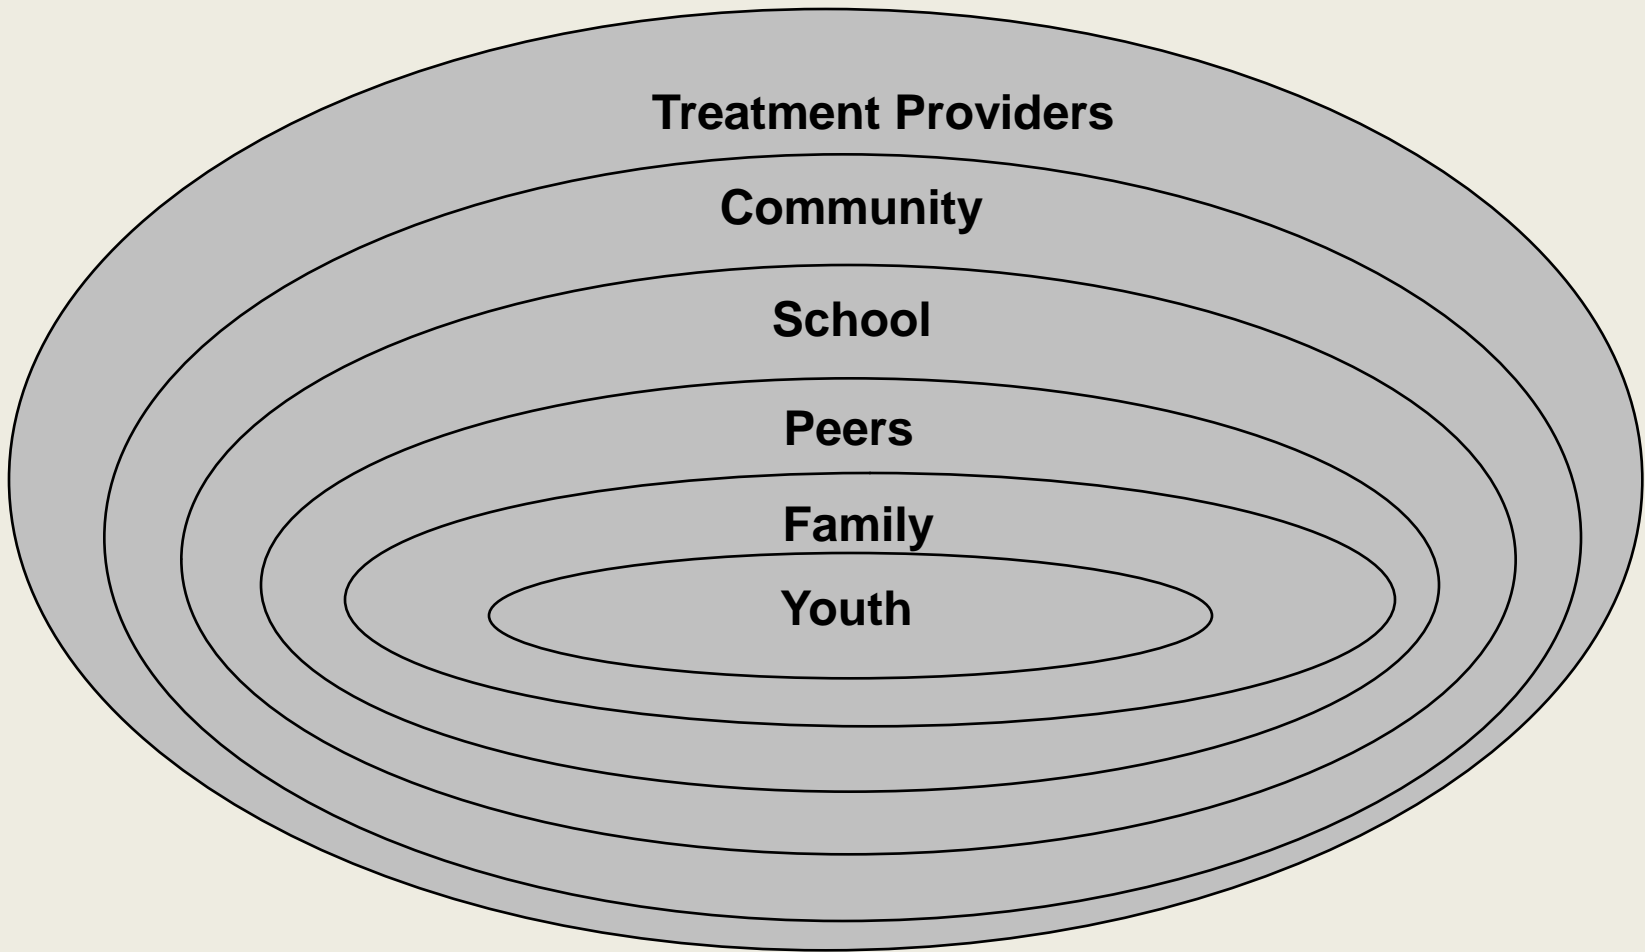 Treatment Providers
Community
School
Peers
Family
Youth